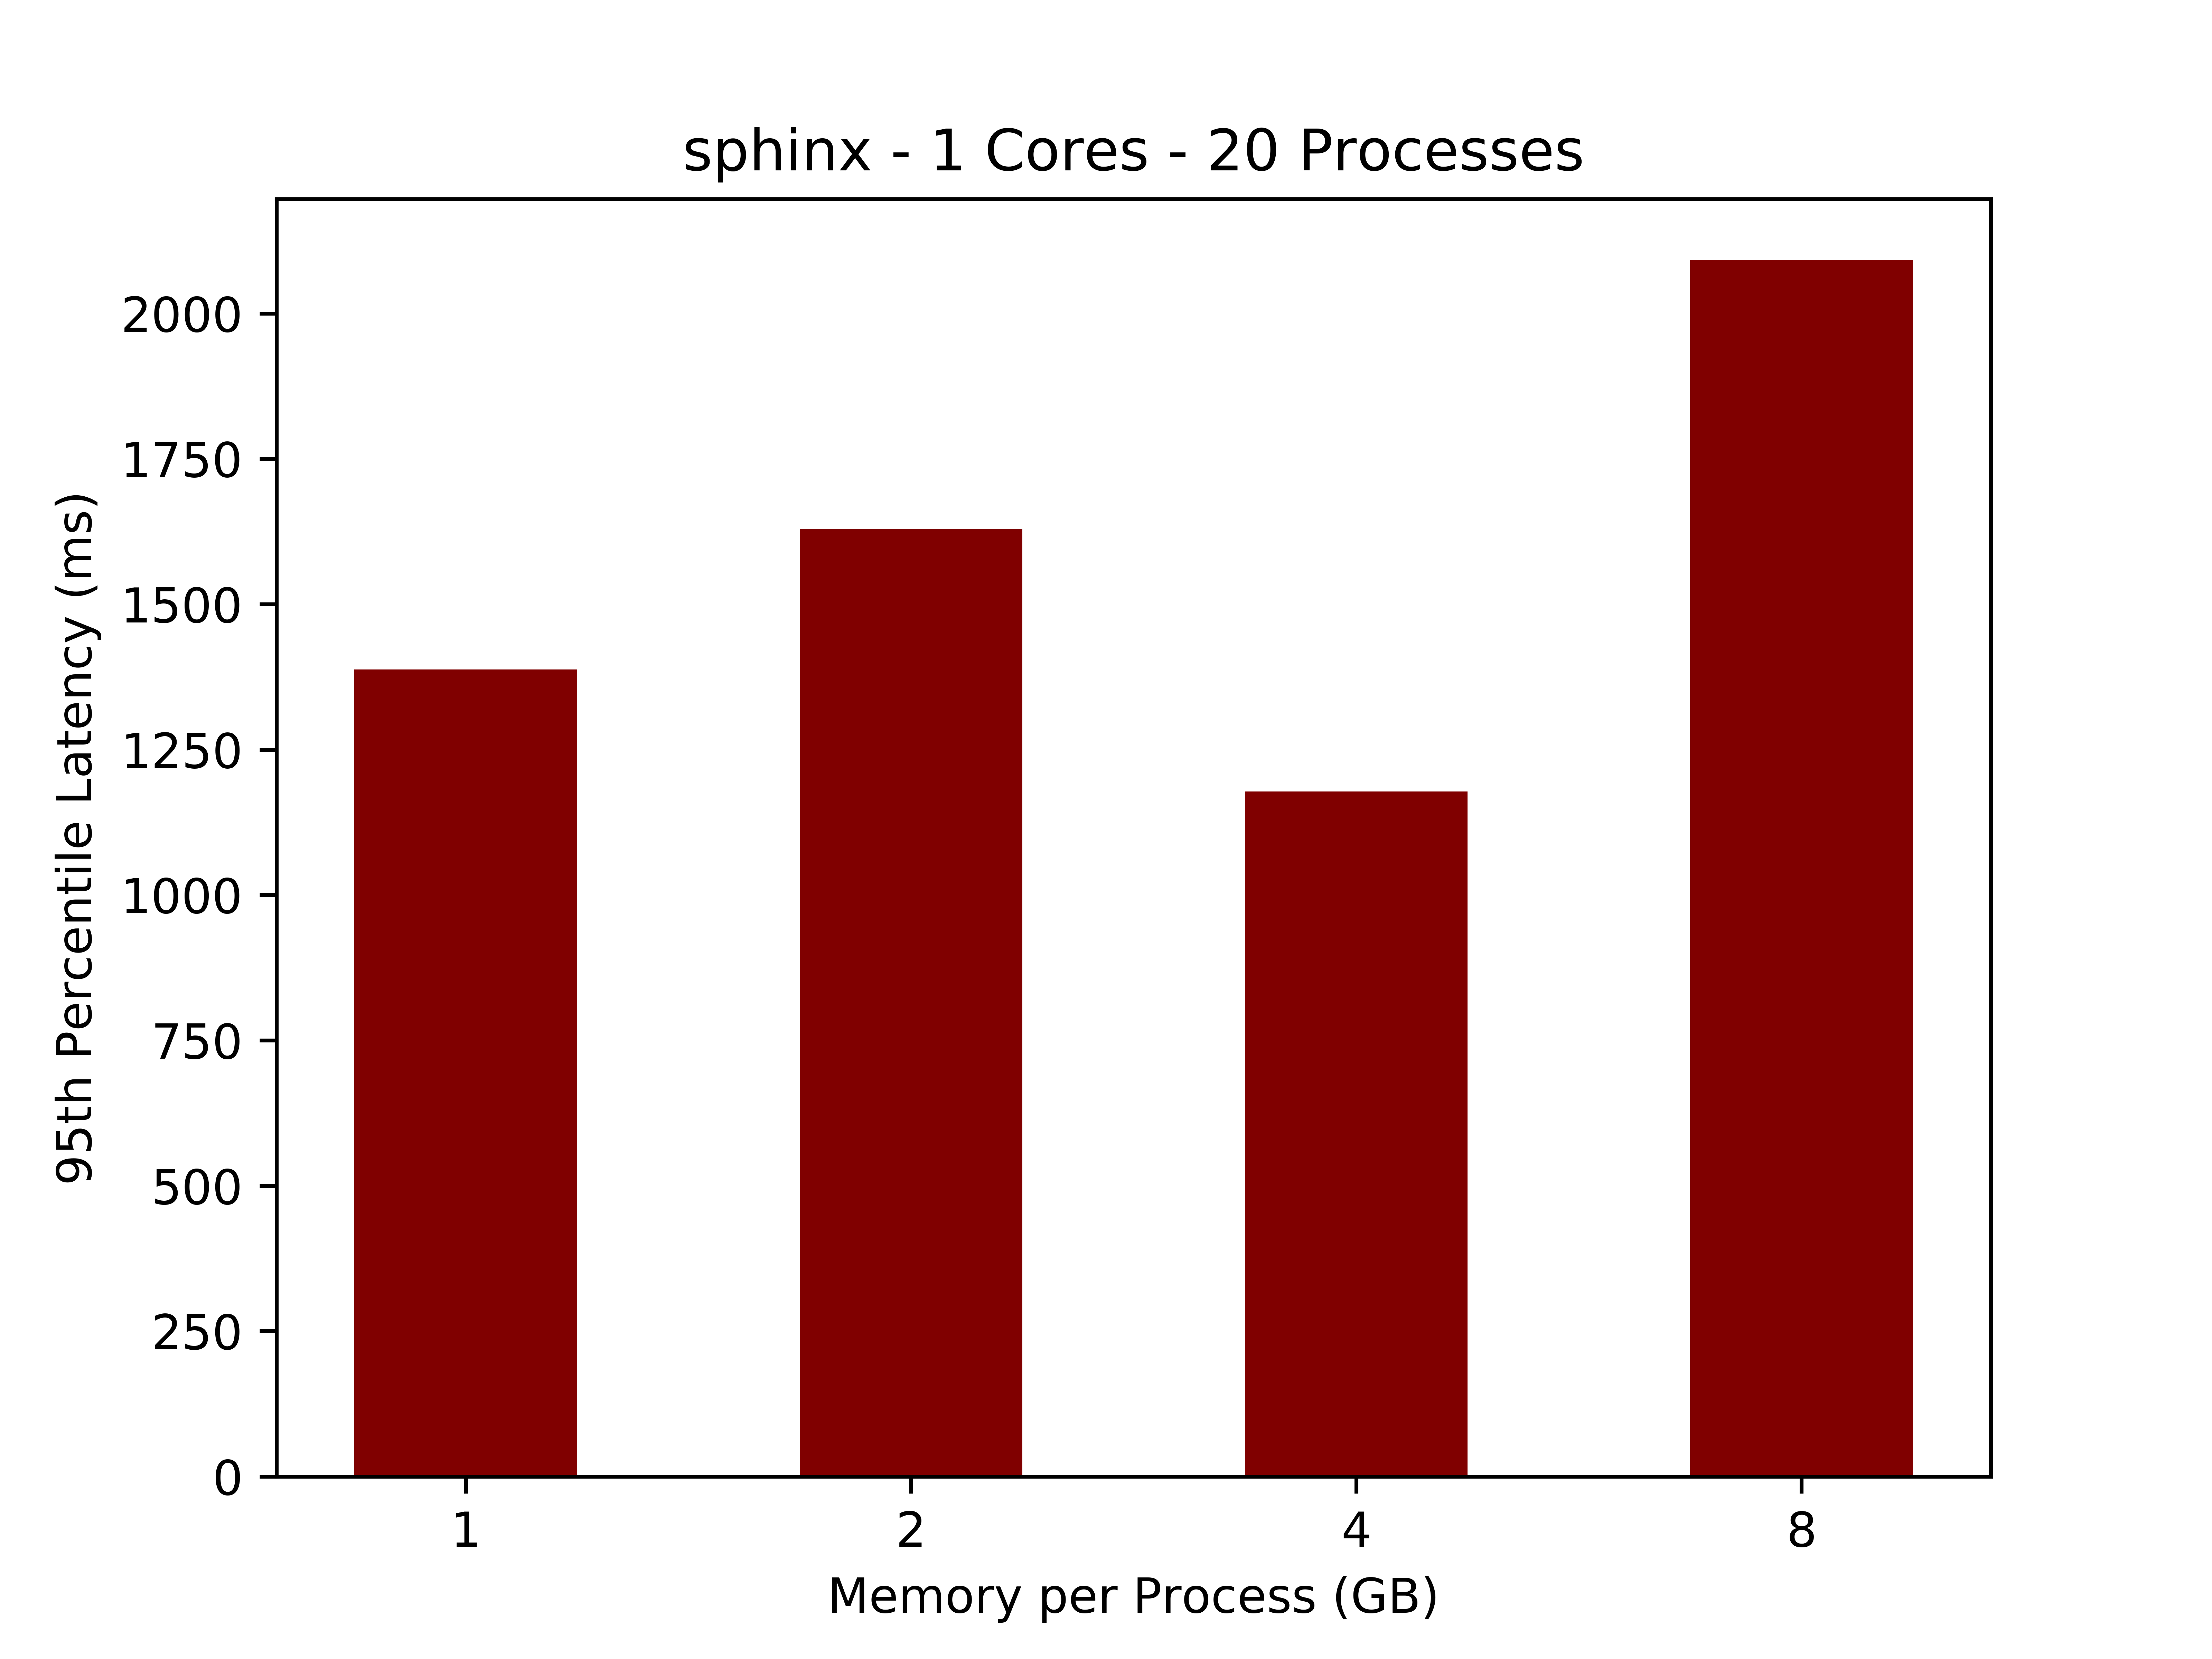 sphinx - 1 Cores - 20 Processes
95th Percentile Latency (ms)
2000
1750
1500
1250
1000
750
500
250
0
1 2 4 8
Memory per Process (GB)